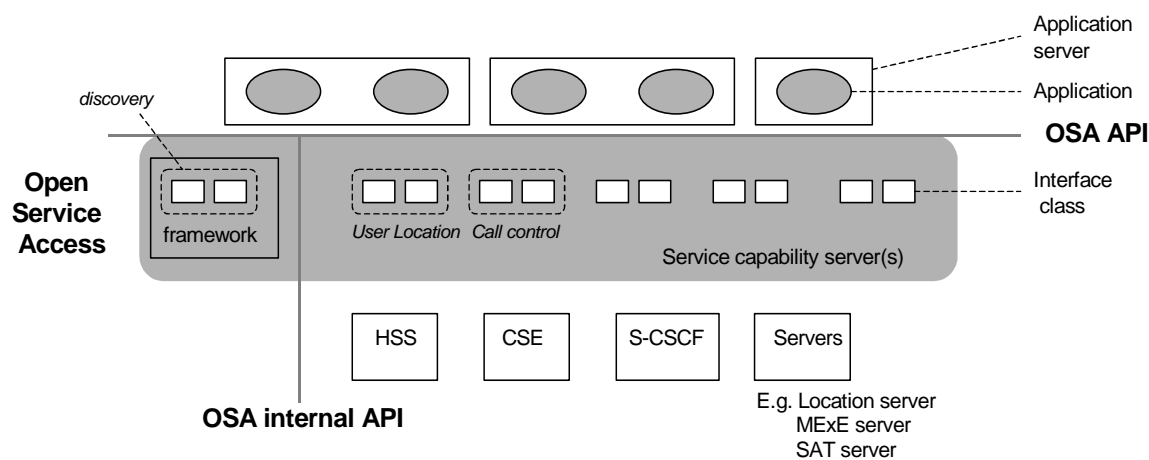 Application
server
discovery
Application
OSA API
Open
Service
Access
Interface
class
framework
User Location
Call control
Service capability server(s)
HSS
CSE
S-CSCF
Servers
OSA internal API
E.g. Location server
MExE server
SAT server